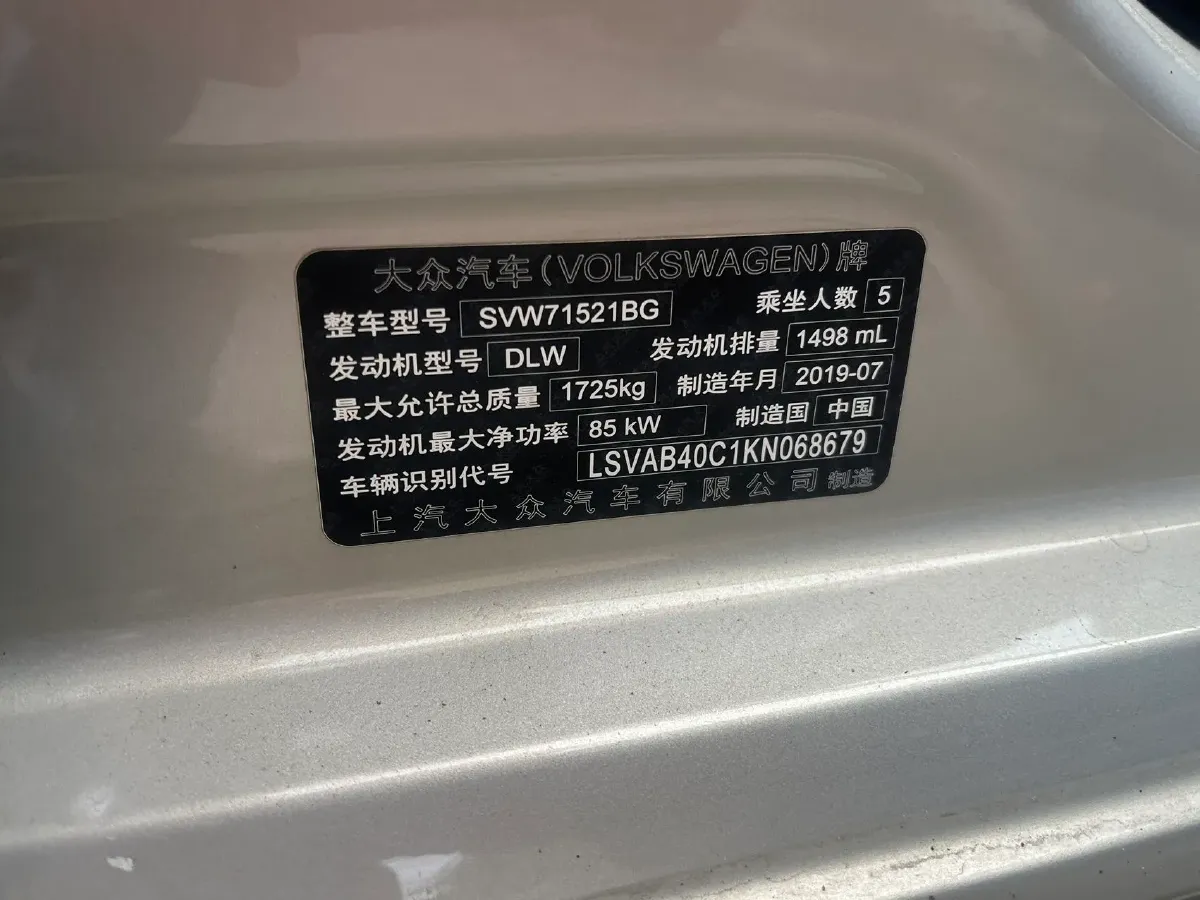 大众汽车(VOLKSWAGEN)牌
整车型号 SVW71521BG 乘坐人数 5
发动机型号 DLW 发动机排量 1498 mL
最大允许总质量 1725kg 制造年月 2019-07
发动机最大净功率 85 kW 制造国 中国
车辆识别代号 LSVAB40C1KN068679
上汽大众汽车有限公司 制造